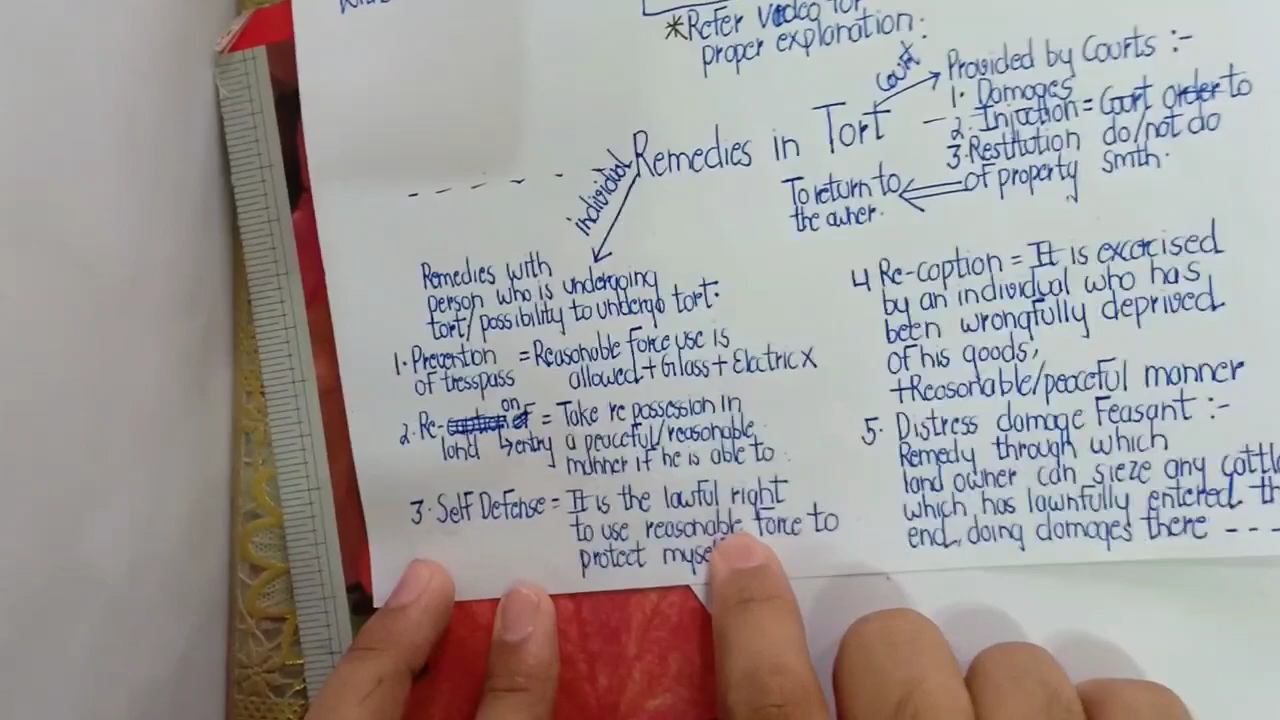 *Refer video for
proper explanation.
Court
Provided by Courts :-
1. Damages
2. Injuction = Court order to
do/not do
smth.
3. Restitution
of property
To return to
the owner.
Remedies in Tort
individual
Remedies with
person who is undergoing
tort/possibility to undergo tort.
1. Prevention = Reasonable Force use is
of tresspass allowed + Glass + Electric x
2. Re- on = Take re possession in
land ↳entry a peaceful/reasonable
manner if he is able to.
3. Self Defense = It is the lawful right
to use reasonable force to
protect myself
4 Re-caption = It is excercised
by an individual who has
been wrongfully deprived
of his goods,
+Reasonable/peaceful manner
5. Distress damage Feasant :-
Remedy through which
land owner can sieze any cattle
which has lawnfully entered th
end, doing damages there ---